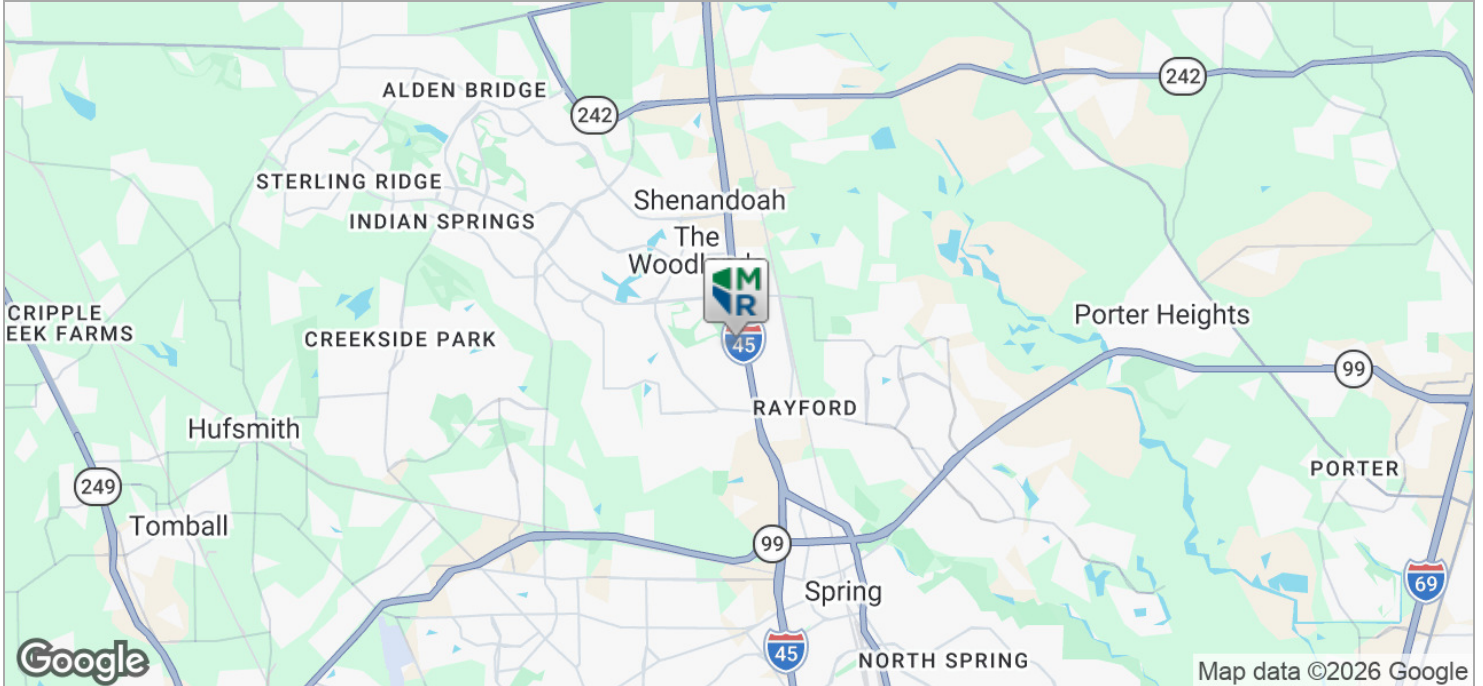 242
ALDEN BRIDGE
242
STERLING RIDGE
Shenandoah
INDIAN SPRINGS
The
M
R
CRIPPLE
EEK FARMS
Porter Heights
CREEKSIDE PARK
45
99
RAYFORD
Hufsmith
PORTER
249
Tomball
99
69
Spring
45
NORTH SPRING
Google
Map data ©2026 Google